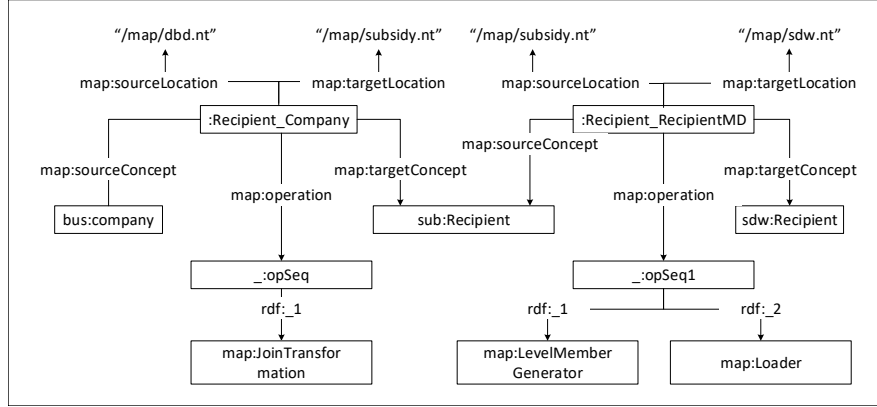 “/map/dbd.nt” “/map/subsidy.nt” “/map/subsidy.nt” “/map/sdw.nt”
map:sourceLocation map:targetLocation map:sourceLocation map:targetLocation
:Recipient_Company :Recipient_RecipientMD
map:sourceConcept
map:sourceConcept map:targetConcept map:targetConcept
map:operation map:operation
bus:company sub:Recipient sdw:Recipient
_:opSeq _:opSeq1
rdf:_1 rdf:_1 rdf:_2
map:JoinTransfor map:LevelMember map:Loader
mation Generator